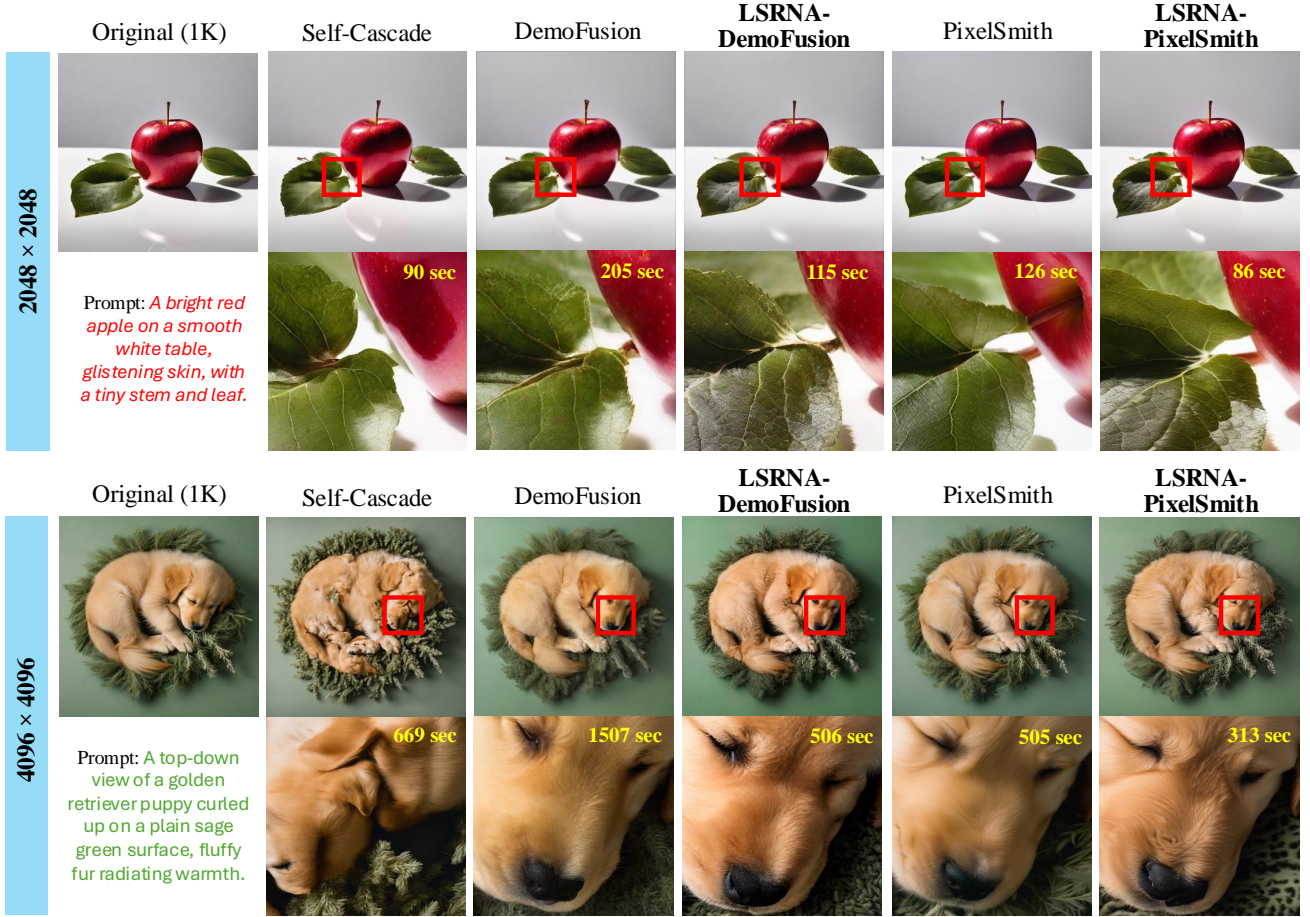 Original (1K)
Self-Cascade
DemoFusion
LSRNA-
DemoFusion
PixelSmith
LSRNA-
PixelSmith
2048 × 2048
90 sec
205 sec
115 sec
126 sec
86 sec
Prompt: A bright red
apple on a smooth
white table,
glistening skin, with
a tiny stem and leaf.
Original (1K)
Self-Cascade
DemoFusion
LSRNA-
DemoFusion
PixelSmith
LSRNA-
PixelSmith
4096 × 4096
669 sec
1507 sec
506 sec
505 sec
313 sec
Prompt: A top-down
view of a golden
retriever puppy curled
up on a plain sage
green surface, fluffy
fur radiating warmth.